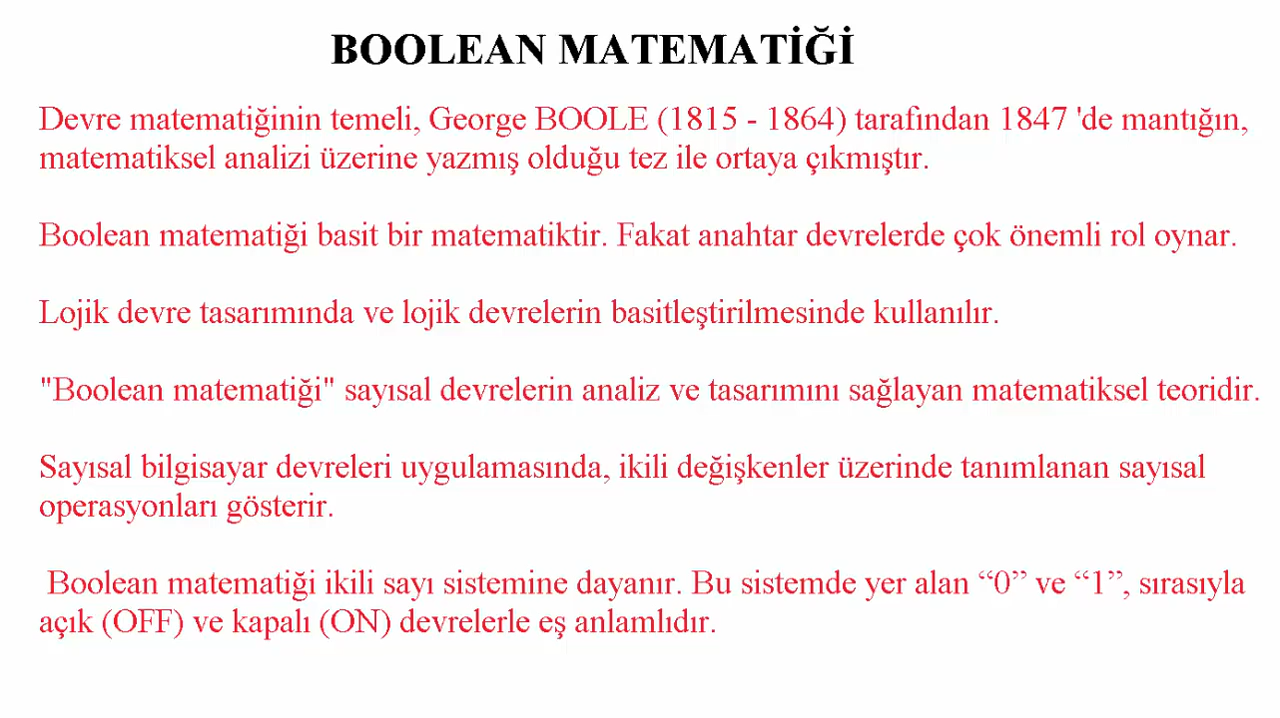 BOOLEAN MATEMATİĞİ
Devre matematiğinin temeli, George BOOLE (1815 - 1864) tarafından 1847 'de mantığın,
matematiksel analizi üzerine yazmış olduğu tez ile ortaya çıkmıştır.
Boolean matematiği basit bir matematiktir. Fakat anahtar devrelerde çok önemli rol oynar.
Lojik devre tasarımında ve lojik devrelerin basitleştirilmesinde kullanılır.
"Boolean matematiği" sayısal devrelerin analiz ve tasarımını sağlayan matematiksel teoridir.
Sayısal bilgisayar devreleri uygulamasında, ikili değişkenler üzerinde tanımlanan sayısal
operasyonları gösterir.
Boolean matematiği ikili sayı sistemine dayanır. Bu sistemde yer alan “0” ve “1”, sırasıyla
açık (OFF) ve kapalı (ON) devrelerle eş anlamlıdır.